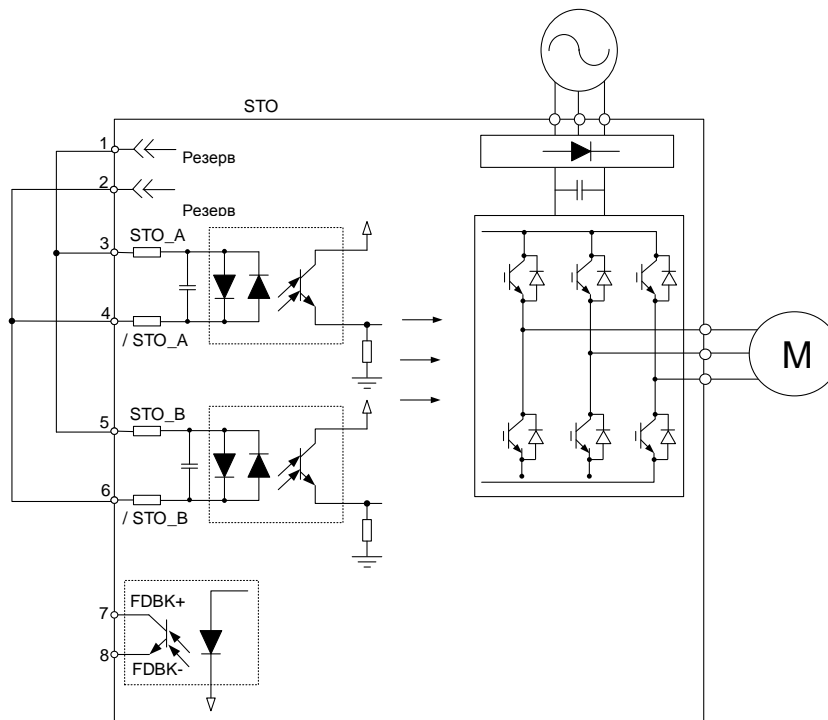 STO
1
Резерв
2
Резерв
3
STO_A
4
/ STO_A
5
STO_B
6
/ STO_B
7
FDBK+
8
FDBK-
M